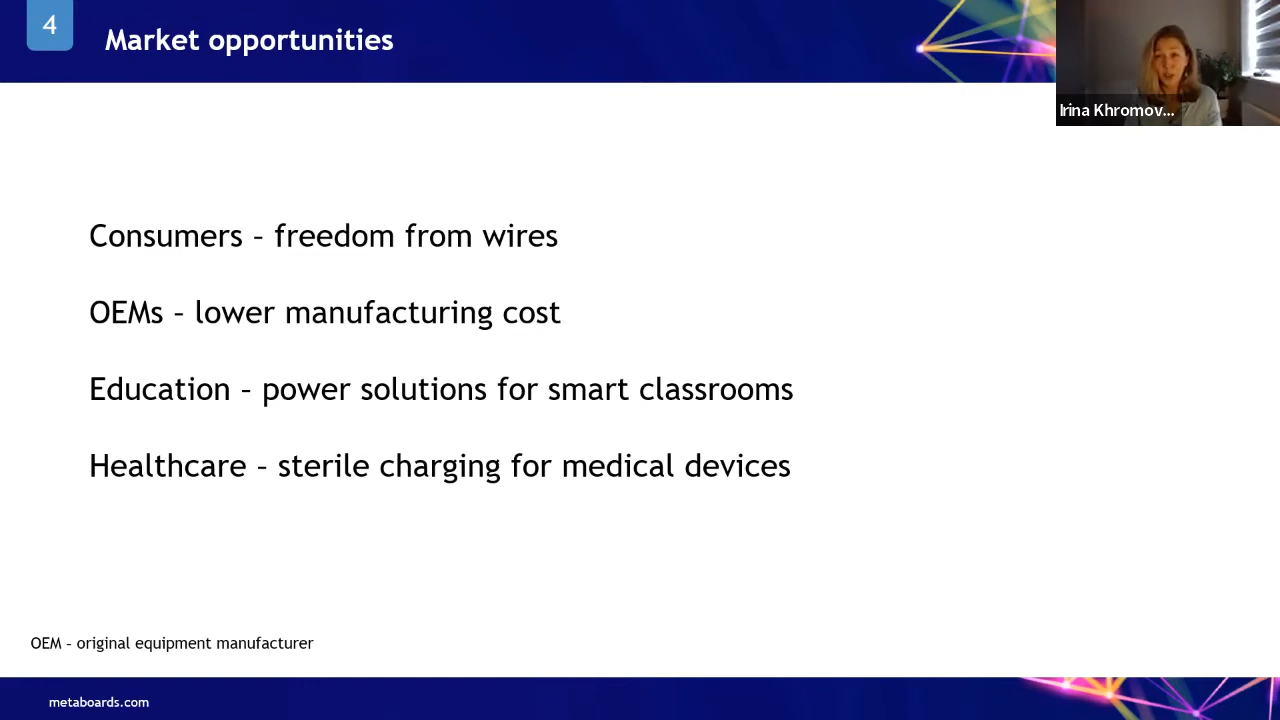 4
Market opportunities
Irina Khromov...
Consumers – freedom from wires
OEMs – lower manufacturing cost
Education – power solutions for smart classrooms
Healthcare – sterile charging for medical devices
OEM – original equipment manufacturer
metaboards.com